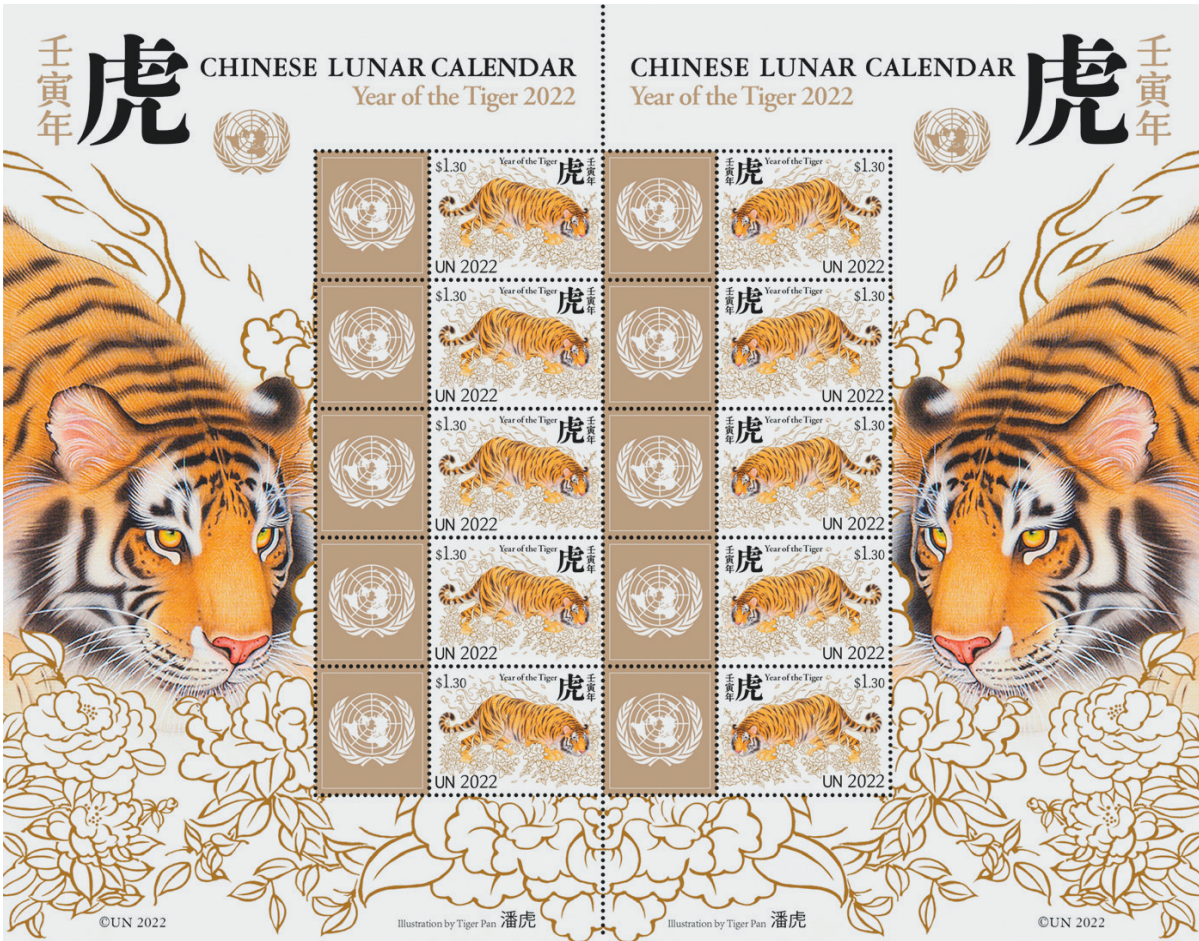 壬寅年
虎
CHINESE LUNAR CALENDAR
Year of the Tiger 2022
CHINESE LUNAR CALENDAR
Year of the Tiger 2022
虎
壬寅年
$1.30
Year of the Tiger
虎
壬寅年
UN 2022
壬寅年
虎
Year of the Tiger
$1.30
UN 2022
$1.30
Year of the Tiger
虎
壬寅年
UN 2022
壬寅年
虎
Year of the Tiger
$1.30
UN 2022
$1.30
Year of the Tiger
虎
壬寅年
UN 2022
壬寅年
虎
Year of the Tiger
$1.30
UN 2022
$1.30
Year of the Tiger
虎
壬寅年
UN 2022
壬寅年
虎
Year of the Tiger
$1.30
UN 2022
$1.30
Year of the Tiger
虎
壬寅年
UN 2022
壬寅年
虎
Year of the Tiger
$1.30
UN 2022
©UN 2022
Illustration by Tiger Pan 潘虎
Illustration by Tiger Pan 潘虎
©UN 2022